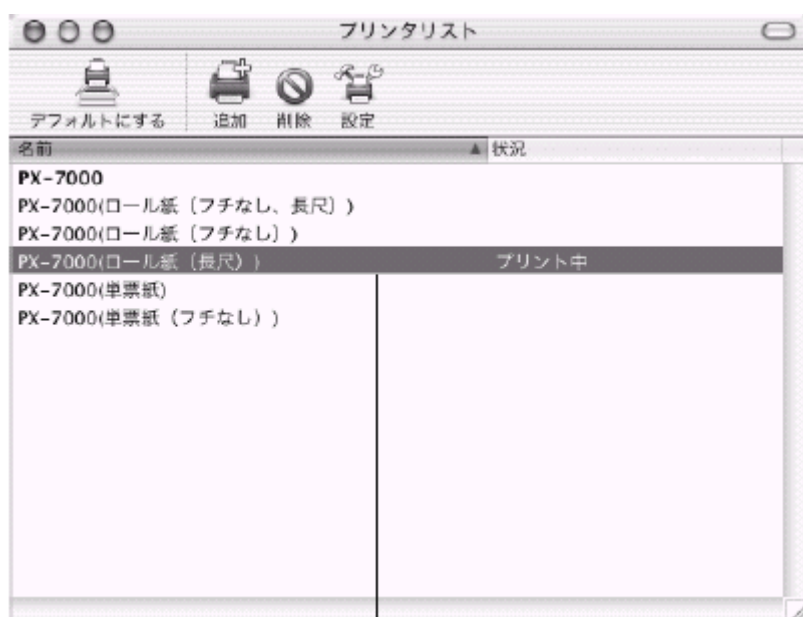 プリンタリスト
デフォルトにする 追加 削除 設定
名前 状況
PX-7000
PX-7000(ロール紙（フチなし、長尺）)
PX-7000(ロール紙（フチなし）)
PX-7000(ロール紙（長尺）) プリント中
PX-7000(単票紙)
PX-7000(単票紙（フチなし）)